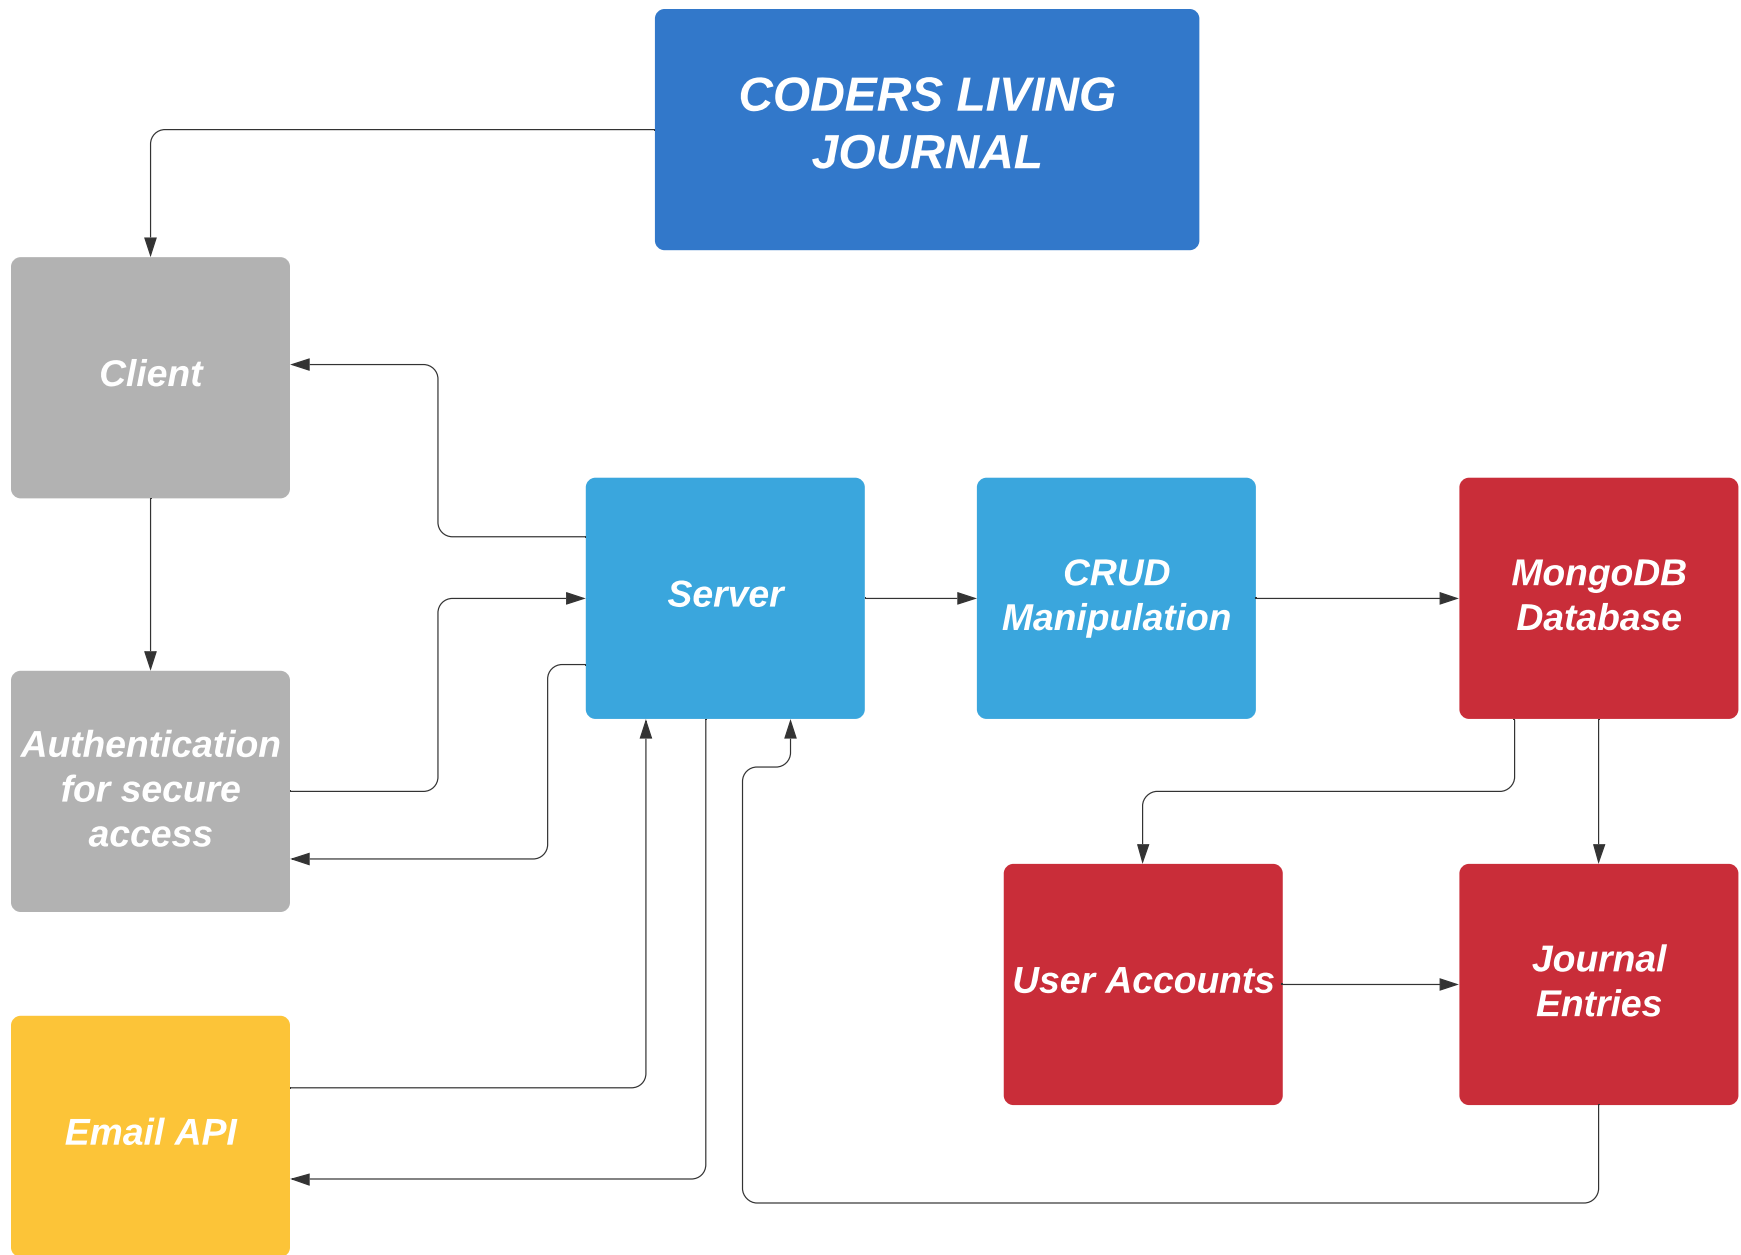 CODERS LIVING
JOURNAL
Client
Server
CRUD
Manipulation
MongoDB
Database
Authentication
for secure
access
User Accounts
Journal
Entries
Email API